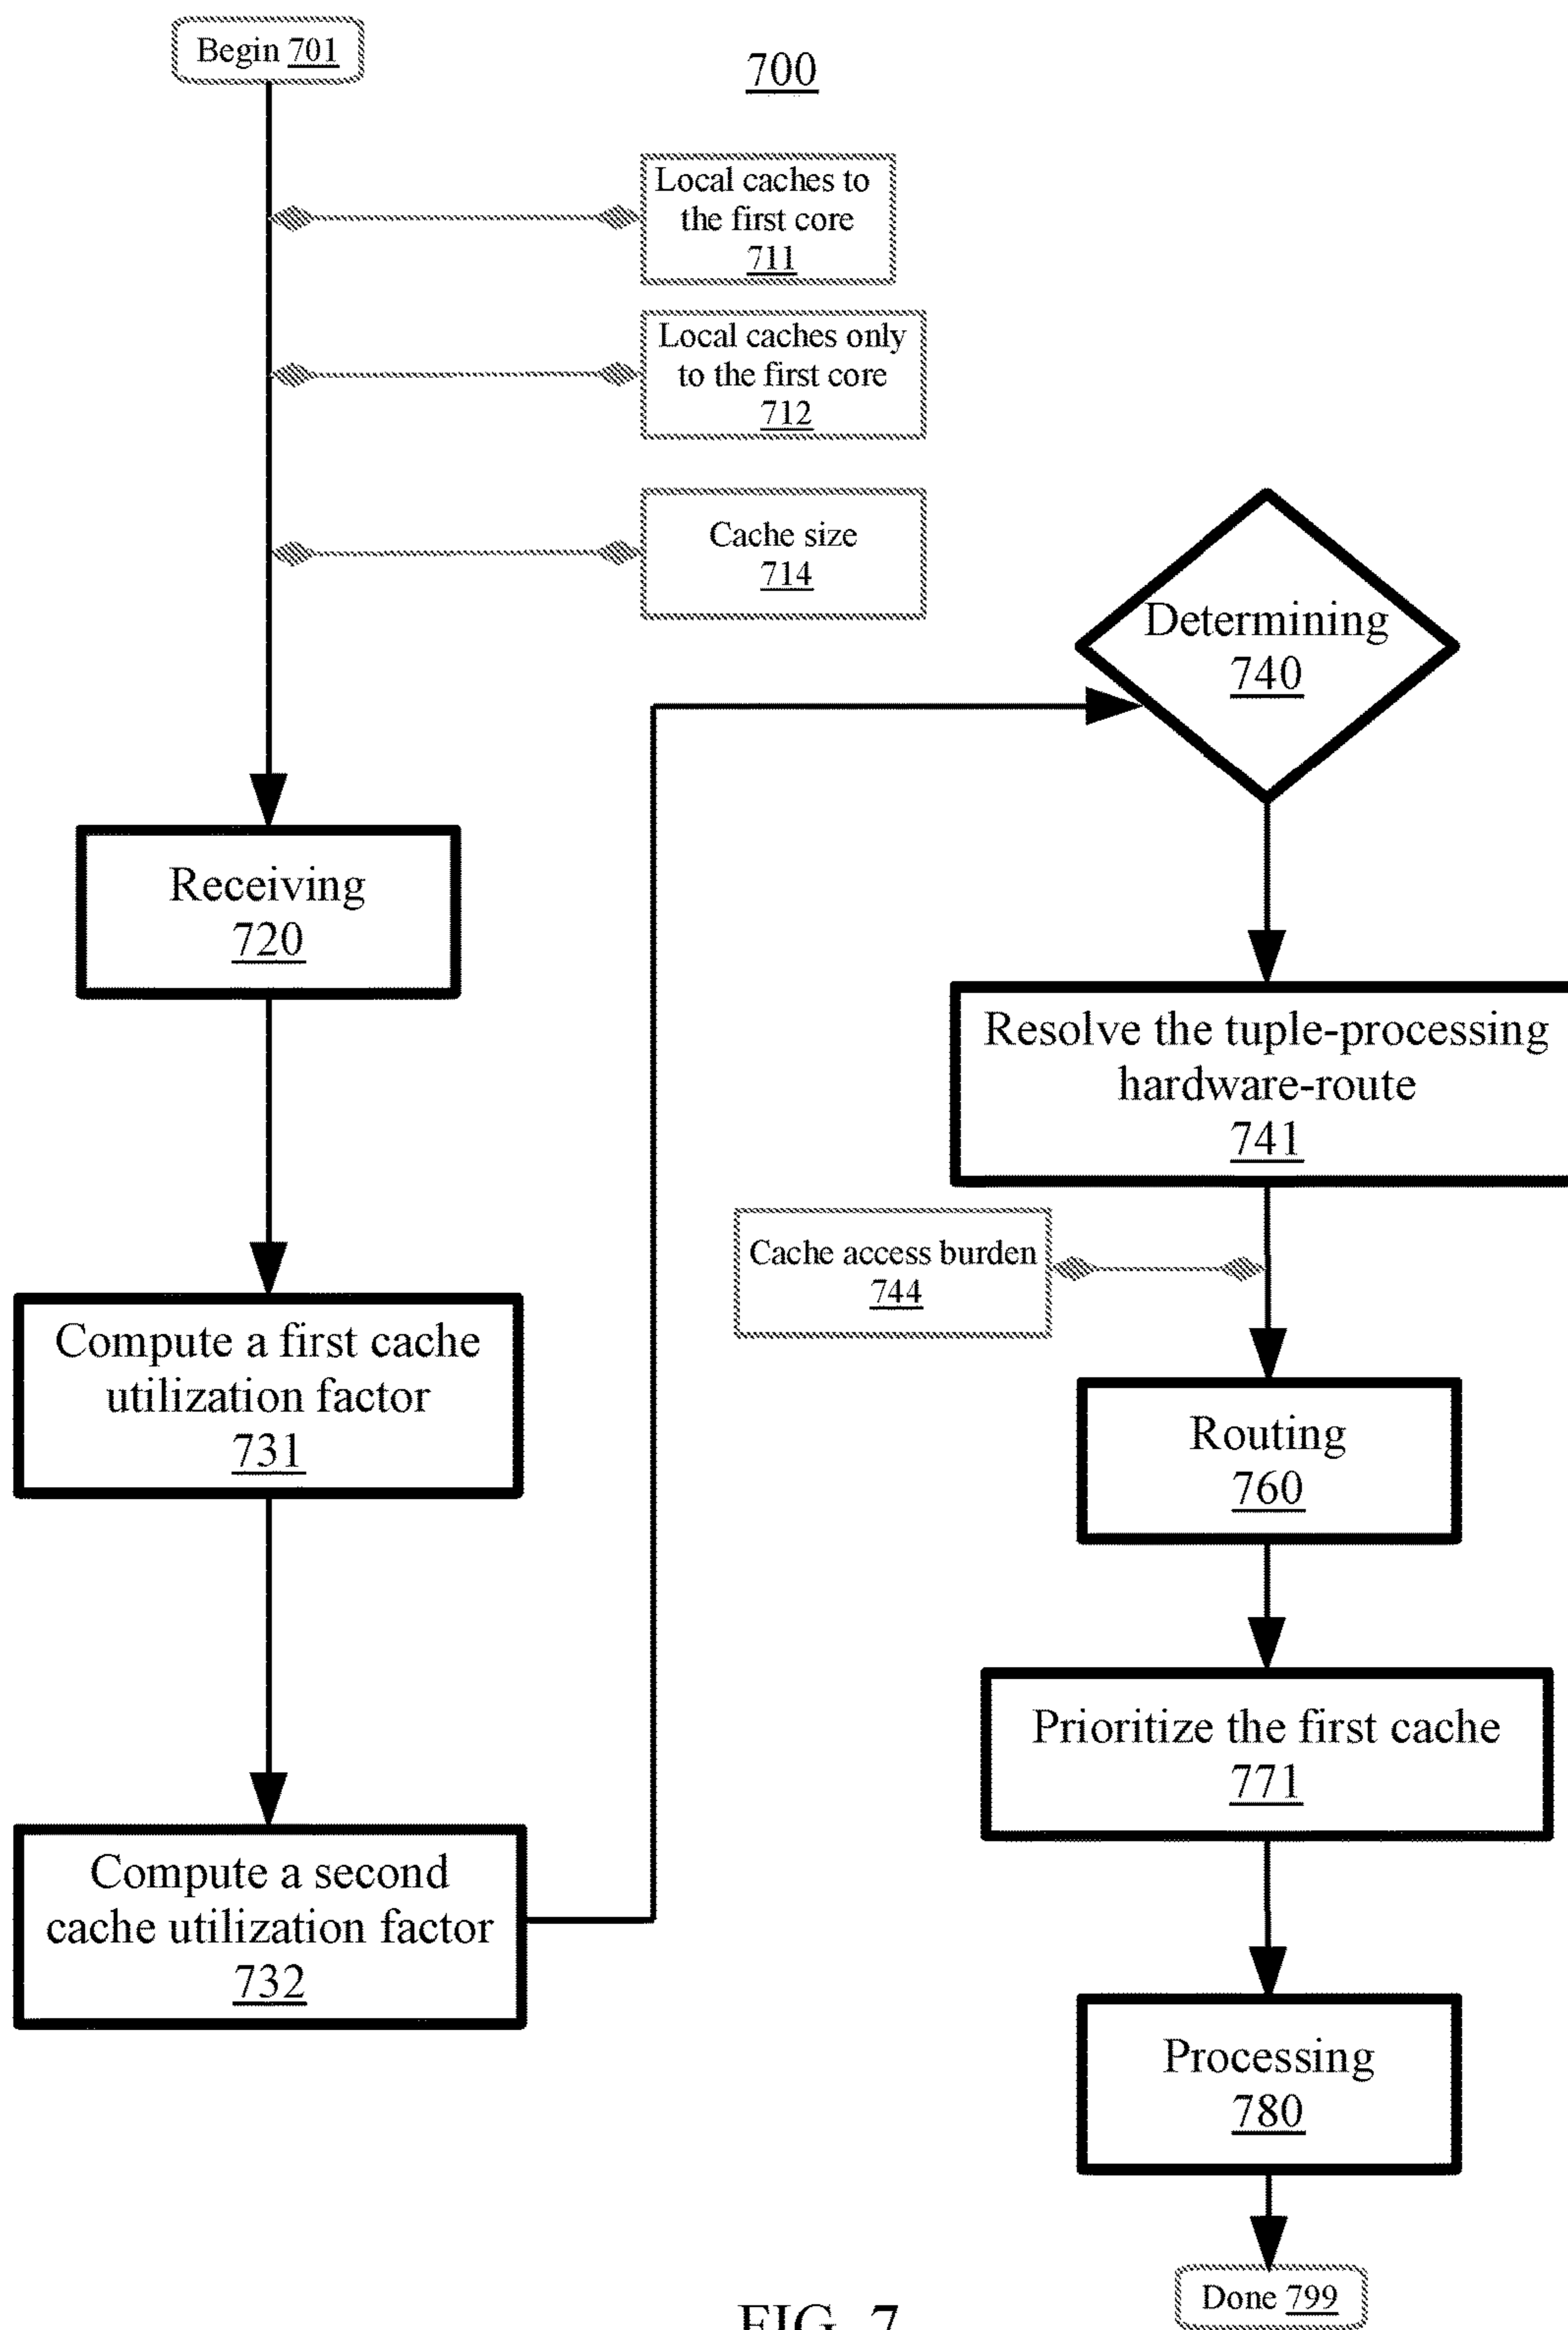 Begin 701
700
Local caches to
the first core
711
Local caches only
to the first core
712
Cache size
714
Receiving
720
Compute a first cache
utilization factor
731
Compute a second
cache utilization factor
732
Determining
740
Resolve the tuple-processing
hardware-route
741
Cache access burden
744
Routing
760
Prioritize the first cache
771
Processing
780
Done 799
FIG. 7